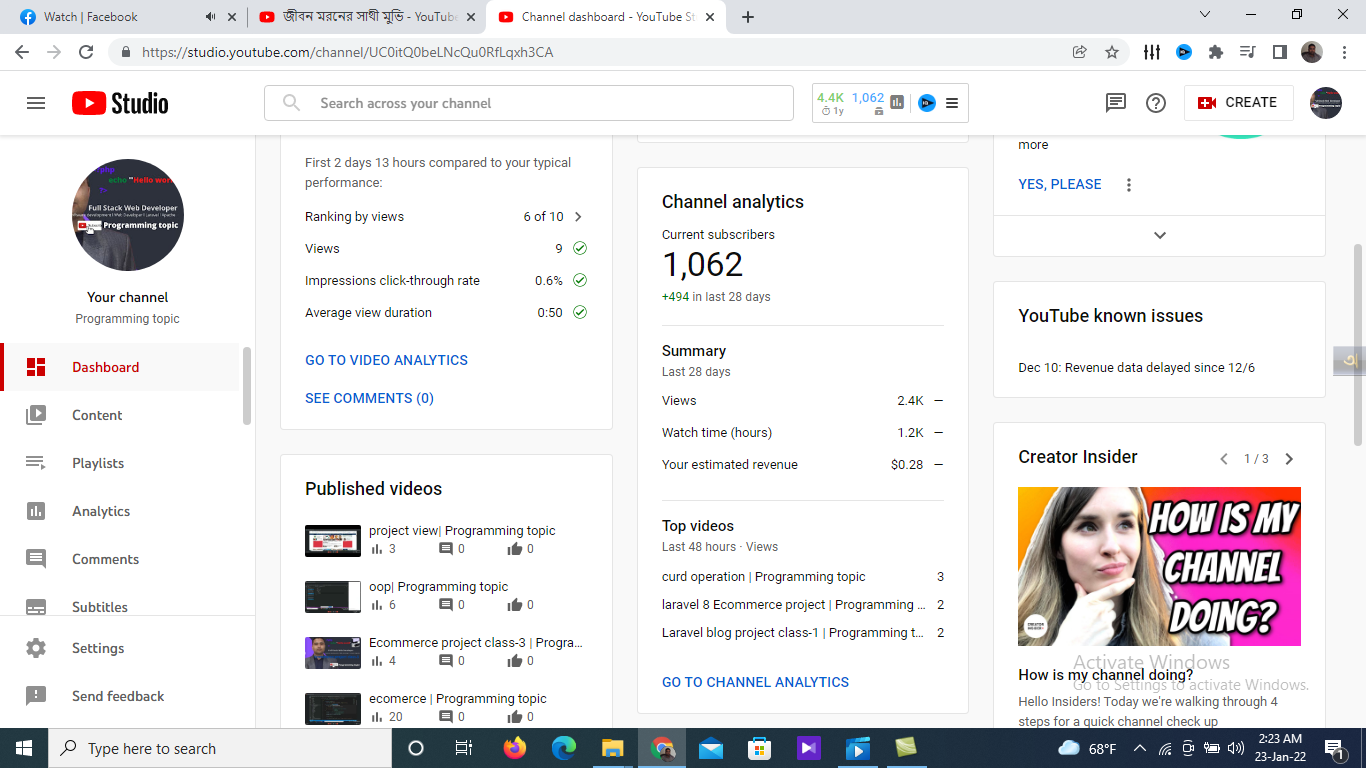 Watch | Facebook
জীবন মরনের সাথী মুভি - YouTube
Channel dashboard - YouTube St
https://studio.youtube.com/channel/UC0itQ0beLNcQu0RfLqxh3CA
Studio
Search across your channel
4.4K 1,062
1y
CREATE
Full Stack Web Developer
Programming topic
Your channel
Programming topic
Dashboard
Content
Playlists
Analytics
Comments
Subtitles
Settings
Send feedback
First 2 days 13 hours compared to your typical
performance:
Ranking by views 6 of 10
Views 9
Impressions click-through rate 0.6%
Average view duration 0:50
GO TO VIDEO ANALYTICS
SEE COMMENTS (0)
Published videos
project view| Programming topic
3 0 0
oop| Programming topic
6 0 0
Ecommerce project class-3 | Progra...
4 0 0
ecomerce | Programming topic
20 0 0
Channel analytics
Current subscribers
1,062
+494 in last 28 days
Summary
Last 28 days
Views 2.4K —
Watch time (hours) 1.2K —
Your estimated revenue $0.28 —
Top videos
Last 48 hours · Views
curd operation | Programming topic 3
laravel 8 Ecommerce project | Programming ... 2
Laravel blog project class-1 | Programming t... 2
GO TO CHANNEL ANALYTICS
more
YES, PLEASE
YouTube known issues
Dec 10: Revenue data delayed since 12/6
অ
Creator Insider
1 / 3
HOW IS MY
CHANNEL
DOING?
Activate Windows
Go to Settings to activate Windows.
How is my channel doing?
Hello Insiders! Today we're walking through 4
steps for a quick channel check up
Type here to search
68°F
2:23 AM
23-Jan-22
1